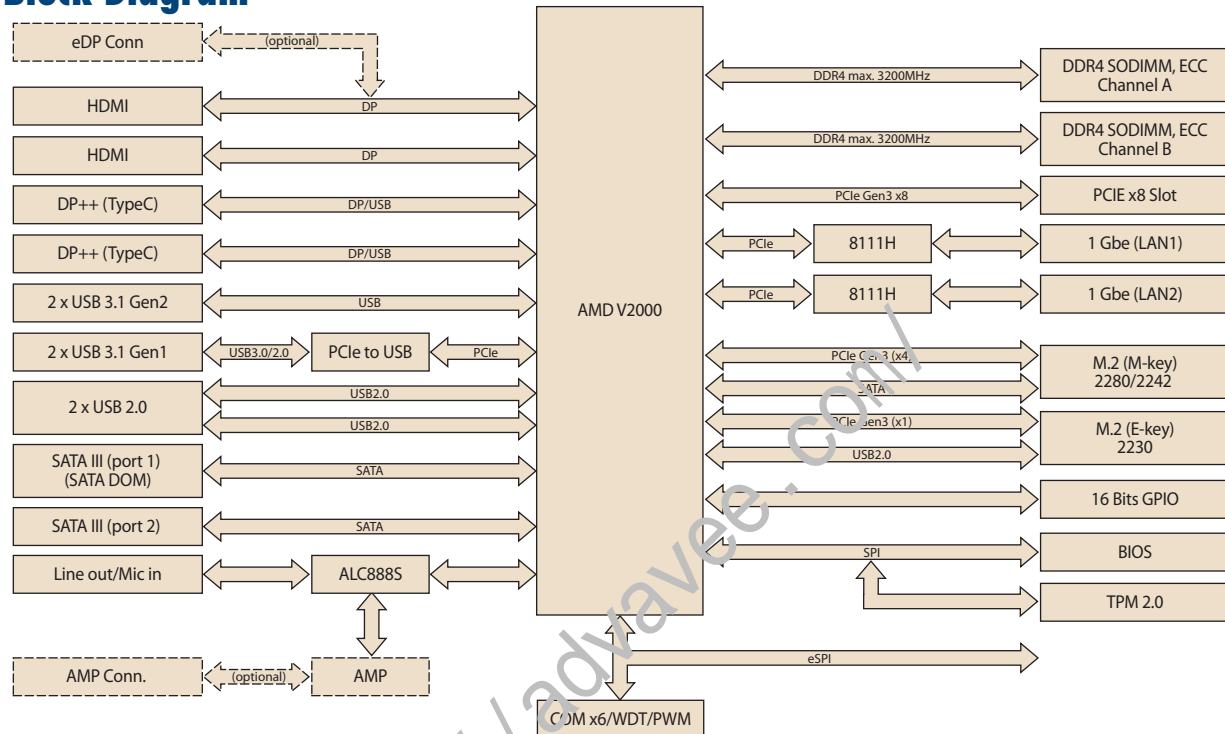 Block Diagram
eDP Conn
(optional)
HDMI
DP
HDMI
DP
DP++ (TypeC)
DP/USB
DP++ (TypeC)
DP/USB
2 x USB 3.1 Gen2
USB
2 x USB 3.1 Gen1
USB3.0/2.0
PCIe to USB
PCIe
2 x USB 2.0
USB2.0
USB2.0
SATA III (port 1)
(SATA DOM)
SATA
SATA III (port 2)
SATA
Line out/Mic in
ALC888S
AMP Conn.
(optional)
AMP
AMD V2000
COM x6/WDT/PWM
DDR4 max. 3200MHz
DDR4 SODIMM, ECC
Channel A
DDR4 max. 3200MHz
DDR4 SODIMM, ECC
Channel B
PCIe Gen3 x8
PCIE x8 Slot
PCIe
8111H
1 Gbe (LAN1)
PCIe
8111H
1 Gbe (LAN2)
PCIe Gen3 (x4)
SATA
M.2 (M-key)
2280/2242
PCIe Gen3 (x1)
USB2.0
M.2 (E-key)
2230
16 Bits GPIO
SPI
BIOS
TPM 2.0
eSPI
//advavee.com/